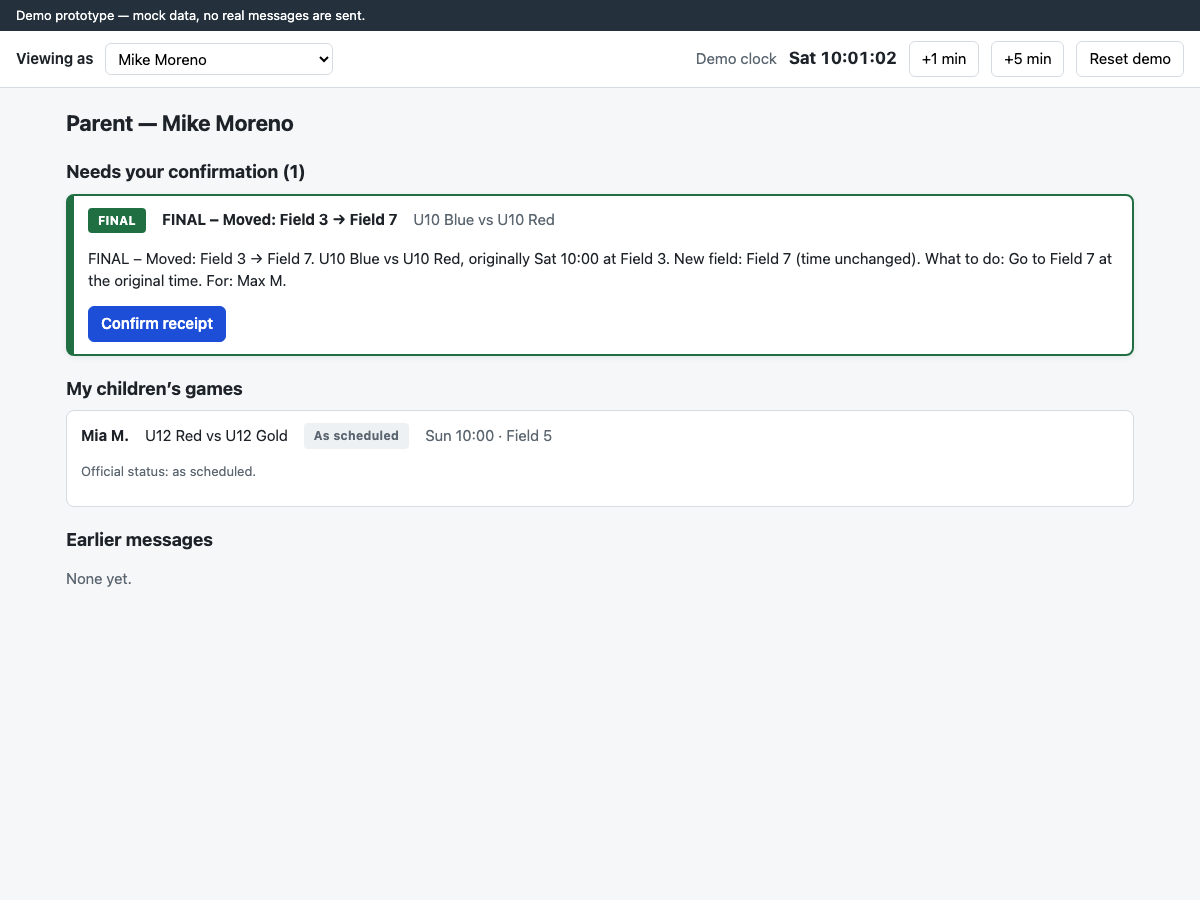 Demo prototype — mock data, no real messages are sent.
Viewing as Mike Moreno Demo clock Sat 10:01:02 +1 min +5 min Reset demo
Parent — Mike Moreno
Needs your confirmation (1)
FINAL FINAL – Moved: Field 3 → Field 7 U10 Blue vs U10 Red
FINAL – Moved: Field 3 → Field 7. U10 Blue vs U10 Red, originally Sat 10:00 at Field 3. New field: Field 7 (time unchanged). What to do: Go to Field 7 at
the original time. For: Max M.
Confirm receipt
My children’s games
Mia M. U12 Red vs U12 Gold As scheduled Sun 10:00 · Field 5
Official status: as scheduled.
Earlier messages
None yet.